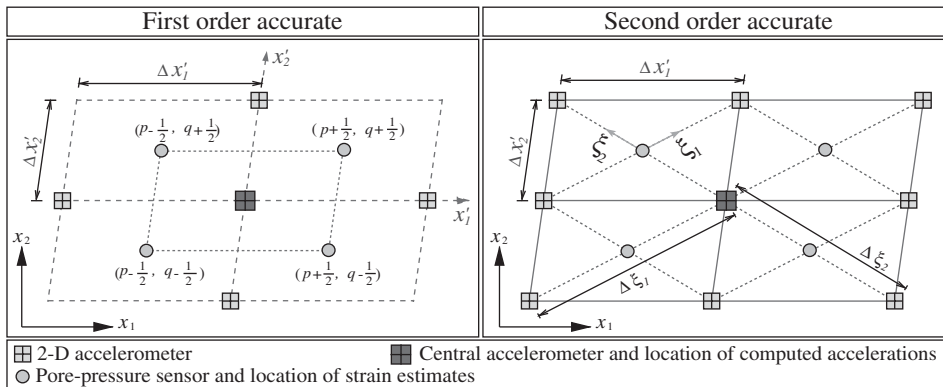 First order accurate
Second order accurate
Δx′₁
x′₂
Δx′₂
(p-1/2, q+1/2)
(p+1/2, q+1/2)
x′₁
(p-1/2, q-1/2)
(p+1/2, q-1/2)
x₂
x₁
Δx′₁
Δx′₂
ξ₂
ξ₁
x₂
Δξ₁
Δξ₂
x₁
2-D accelerometer
Central accelerometer and location of computed accelerations
Pore-pressure sensor and location of strain estimates